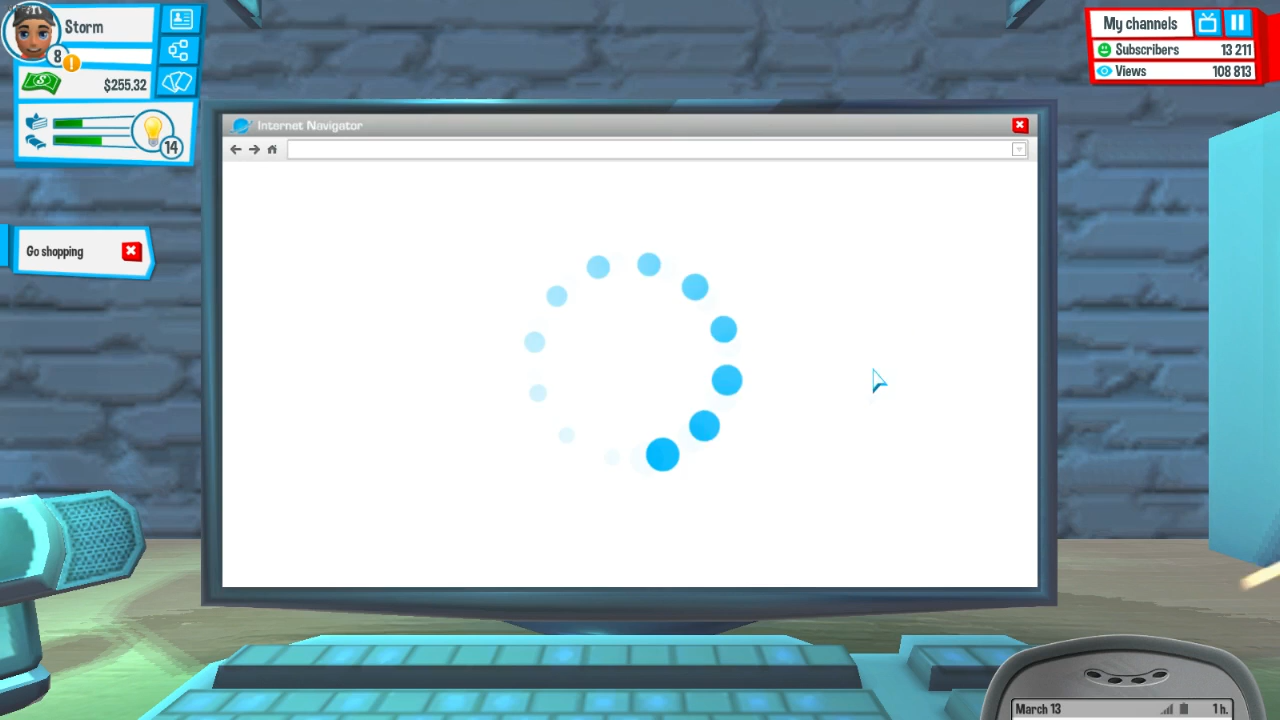 Storm
8
$255.32
14
Go shopping
Internet Navigator
My channels
Subscribers 13 211
Views 108 813
March 13 1 h.